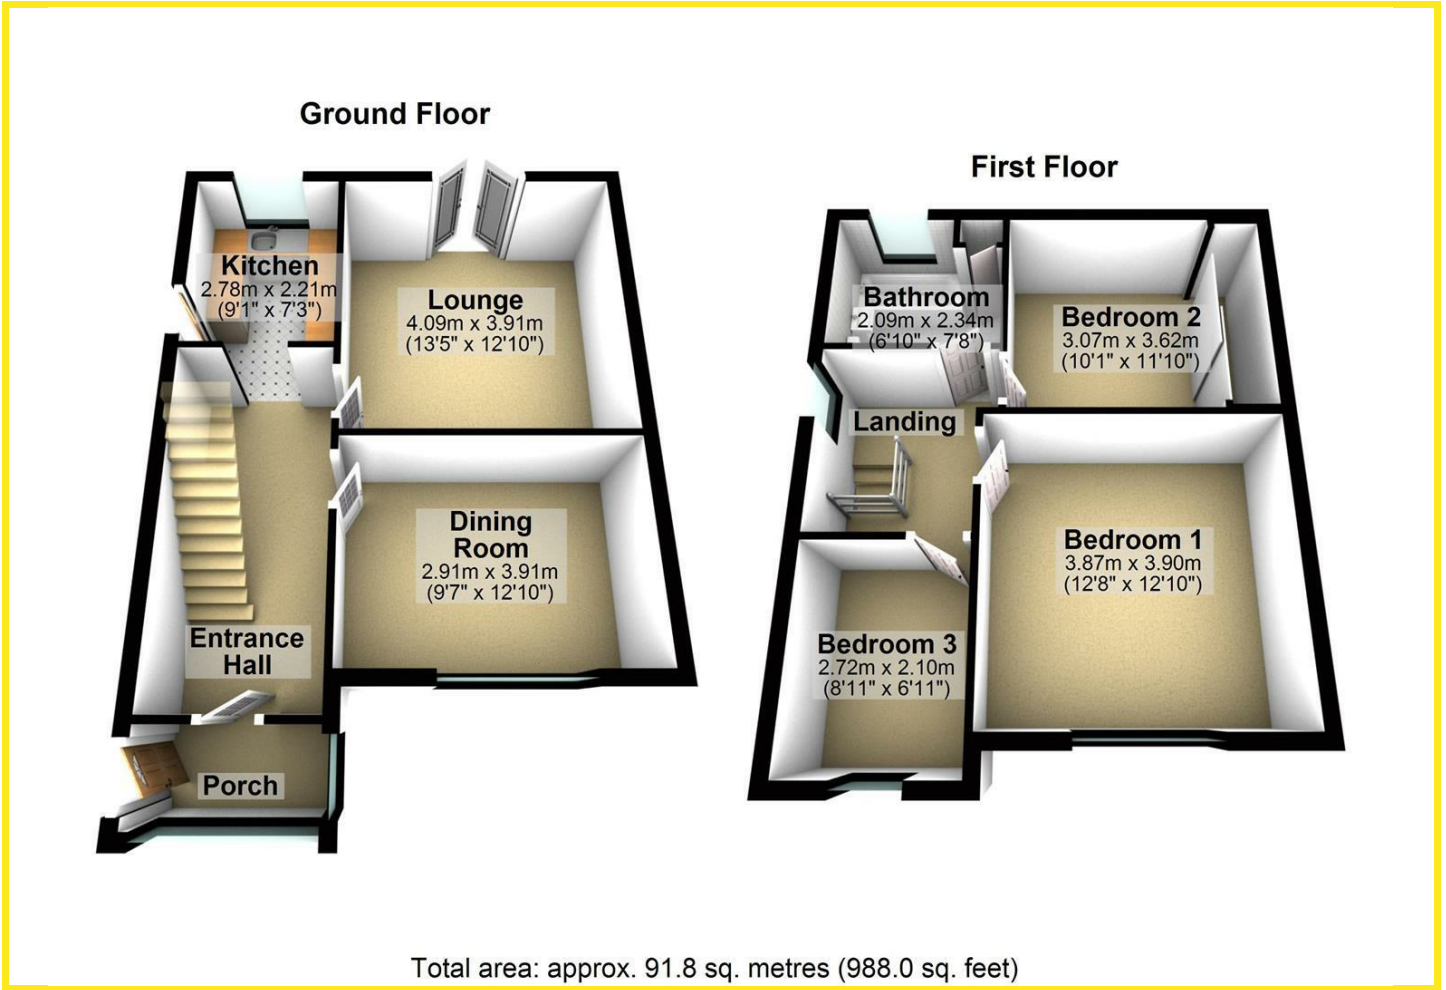 Ground Floor
Kitchen
2.78m x 2.21m
(9'1" x 7'3")
Lounge
4.09m x 3.91m
(13'5" x 12'10")
Dining
Room
2.91m x 3.91m
(9'7" x 12'10")
Entrance
Hall
Porch
First Floor
Bathroom
2.09m x 2.34m
(6'10" x 7'8")
Bedroom 2
3.07m x 3.62m
(10'1" x 11'10")
Landing
Bedroom 1
3.87m x 3.90m
(12'8" x 12'10")
Bedroom 3
2.72m x 2.10m
(8'11" x 6'11")
Total area: approx. 91.8 sq. metres (988.0 sq. feet)